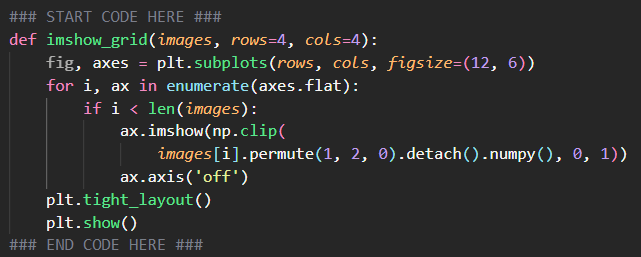 ### START CODE HERE ###
def imshow_grid(images, rows=4, cols=4):
    fig, axes = plt.subplots(rows, cols, figsize=(12, 6))
    for i, ax in enumerate(axes.flat):
        if i < len(images):
            ax.imshow(np.clip(
                images[i].permute(1, 2, 0).detach().numpy(), 0, 1))
            ax.axis('off')
    plt.tight_layout()
    plt.show()
### END CODE HERE ###